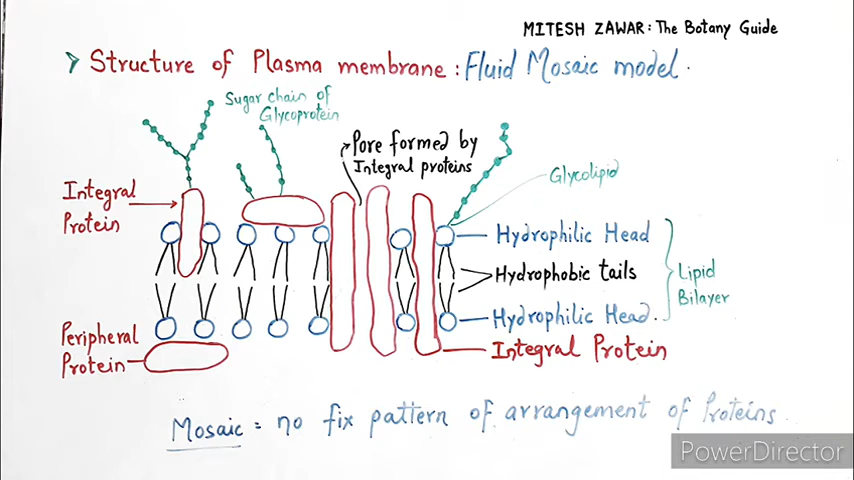 MITESH ZAWAR: The Botany Guide
Structure of Plasma membrane: Fluid Mosaic model.
Sugar chain of
Glycoprotein
Pore formed by
Integral proteins
Glycolipid
Integral
Protein
Hydrophilic Head
Hydrophobic tails
Lipid
Bilayer
Hydrophilic Head.
Peripheral
Protein
Integral Protein
Mosaic = no fix pattern of arrangement of Proteins.
PowerDirector